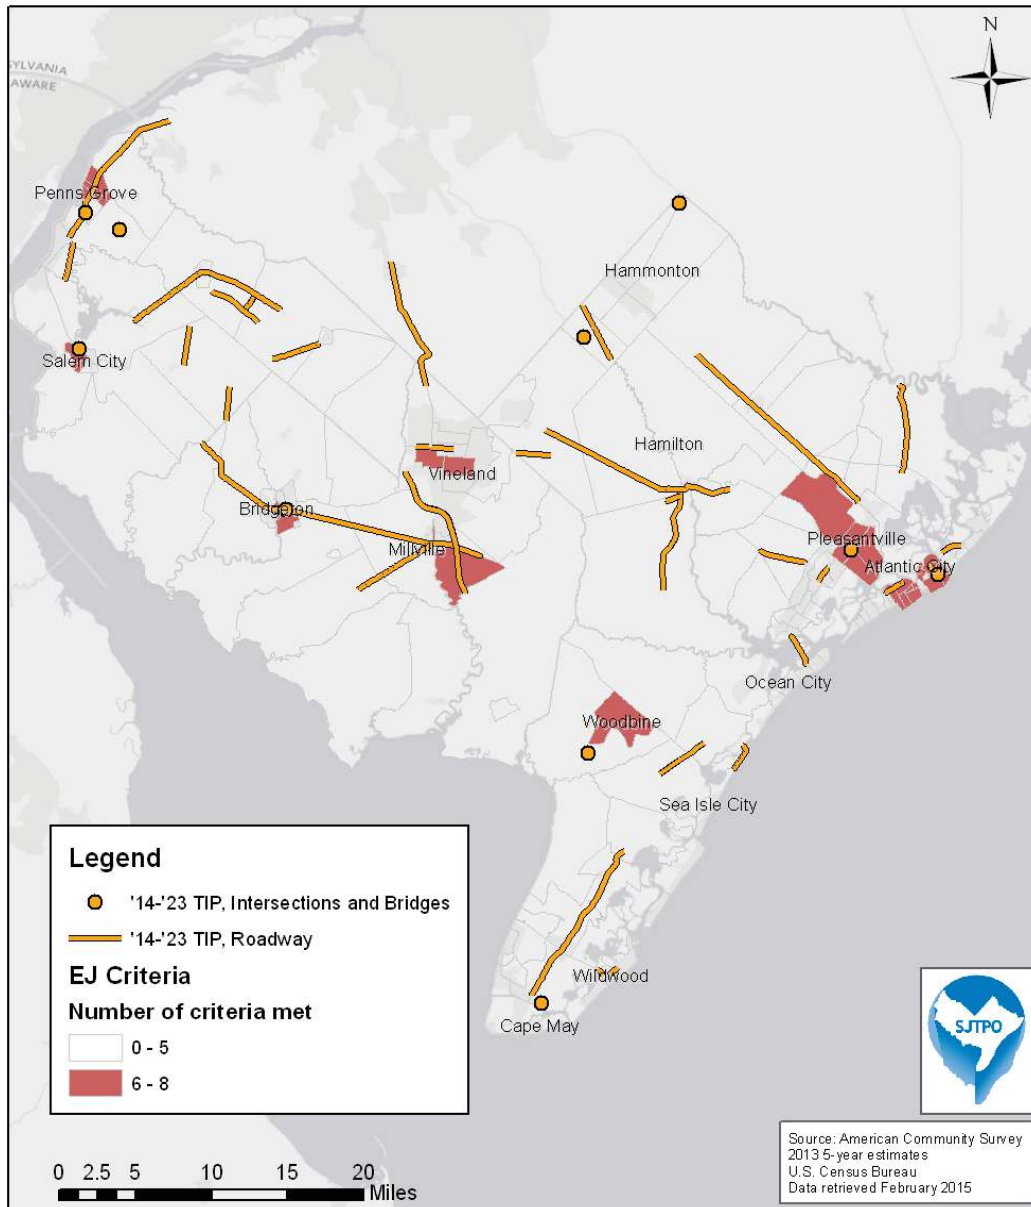 N
SYLVANIA
AWARE
Penns Grove
Hammonton
Salem City
Hamilton
Vineland
Bridgeton
Millville
Pleasantville
Atlantic City
Ocean City
Woodbine
Sea Isle City
Wildwood
Cape May
Legend
'14-'23 TIP, Intersections and Bridges
'14-'23 TIP, Roadway
EJ Criteria
Number of criteria met
0 - 5
6 - 8
0 2.5 5 10 15 20
Miles
SJTPO
Source: American Community Survey
2013 5-year estimates
U.S. Census Bureau
Data retrieved February 2015